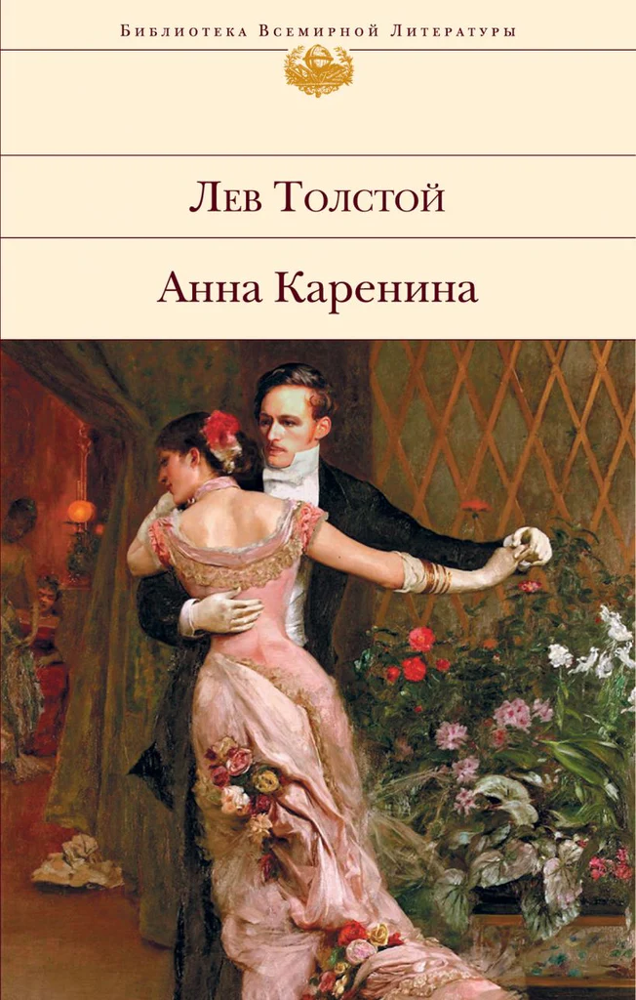 Библиотека Всемирной Литературы
Лев Толстой
Анна Каренина